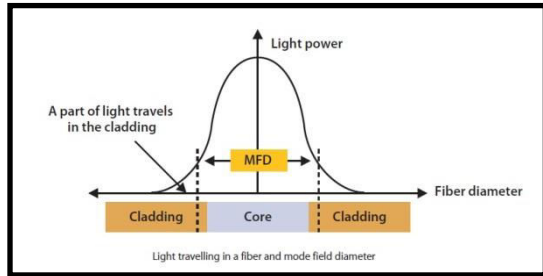 Light power
A part of light travels
in the cladding
MFD
Fiber diameter
Cladding
Core
Cladding
Light travelling in a fiber and mode field diameter